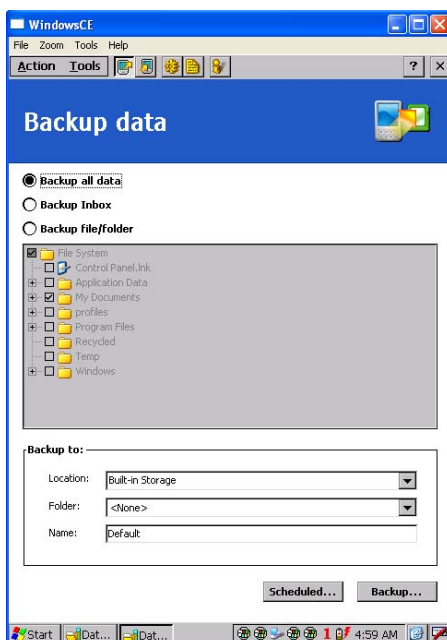 WindowsCE
File Zoom Tools Help
Action Tools ? x
Backup data
Backup all data
Backup Inbox
Backup file/folder
File System
Control Panel.lnk
Application Data
My Documents
profiles
Program Files
Recycled
Temp
Windows
Backup to:
Location: Built-in Storage
Folder: <None>
Name: Default
Scheduled... Backup...
Start Dat... Dat... 1 4:59 AM